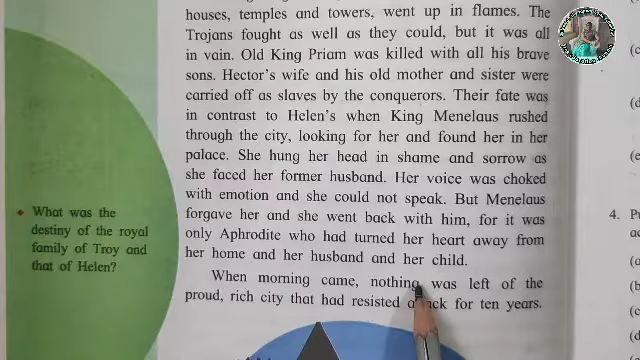 houses, temples and towers, went up in flames. The
Trojans fought as well as they could, but it was all
in vain. Old King Priam was killed with all his brave
sons. Hector's wife and his old mother and sister were
carried off as slaves by the conquerors. Their fate was
in contrast to Helen's when King Menelaus rushed
through the city, looking for her and found her in her
palace. She hung her head in shame and sorrow as
she faced her former husband. Her voice was choked
with emotion and she could not speak. But Menelaus
forgave her and she went back with him, for it was
only Aphrodite who had turned her heart away from
her home and her husband and her child.
When morning came, nothing was left of the
proud, rich city that had resisted for ten years.
What was the
destiny of the royal
family of Troy and
that of Helen?
4.
(d
(e
(a
(b
(c
(d